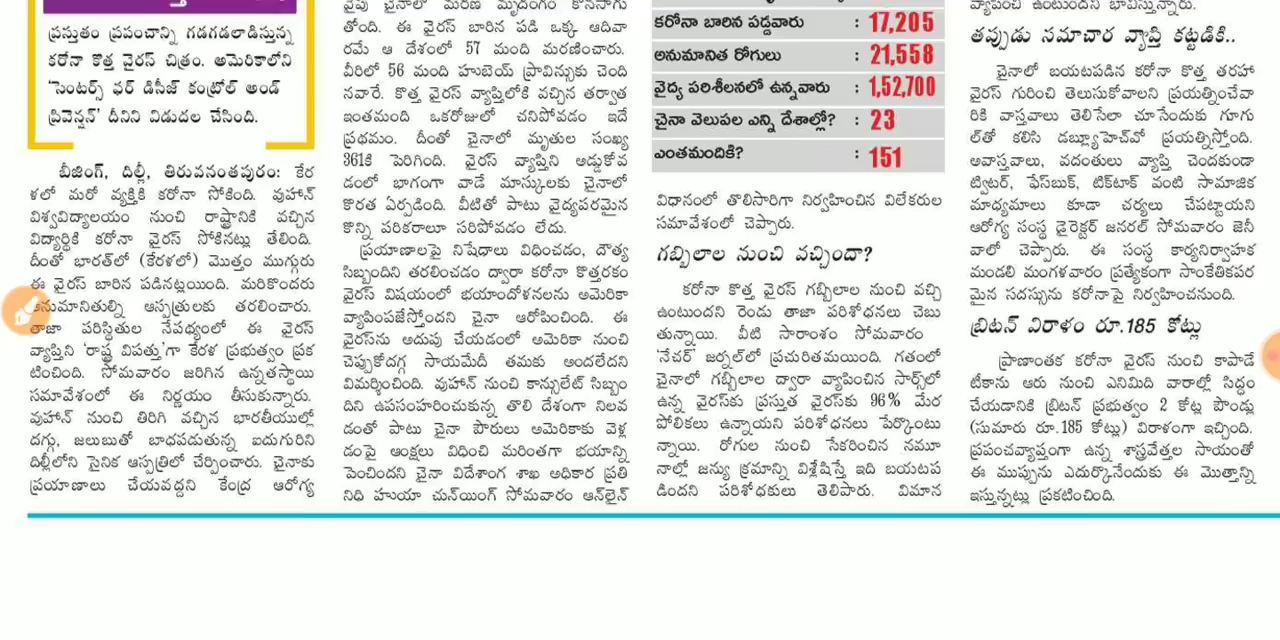 ప్రస్తుతం ప్రపంచాన్ని గడగడలాడిస్తున్న
కరోనా కొత్త వైరస్ చిత్రం. అమెరికాలోని
'సెంటర్స్ ఫర్ డిసీజ్ కంట్రోల్ అండ్
ప్రివెన్షన్' దీనిని విడుదల చేసింది.
బీజింగ్, దిల్లీ, తిరువనంతపురం: కేర
ళలో మరో వ్యక్తికి కరోనా సోకింది. వుహాన్
విశ్వవిద్యాలయం నుంచి రాష్ట్రానికి వచ్చిన
విద్యార్థికి కరోనా వైరస్ సోకినట్లు తేలింది.
దీంతో భారత్‌లో (కేరళలో) మొత్తం ముగ్గురు
ఈ వైరస్ బారిన పడినట్లయింది. మరికొందరు
అనుమానితుల్ని ఆస్పత్రులకు తరలించారు.
తాజా పరిస్థితుల నేపథ్యంలో ఈ వైరస్
వ్యాప్తిని 'రాష్ట్ర విపత్తు'గా కేరళ ప్రభుత్వం ప్రక
టించింది. సోమవారం జరిగిన ఉన్నతస్థాయి
సమావేశంలో ఈ నిర్ణయం తీసుకున్నారు.
వుహాన్ నుంచి తిరిగి వచ్చిన భారతీయుల్లో
దగ్గు, జలుబుతో బాధపడుతున్న ఐదుగురిని
దిల్లీలోని సైనిక ఆస్పత్రిలో చేర్పించారు. చైనాకు
ప్రయాణాలు చేయవద్దని కేంద్ర ఆరోగ్య
వైపు చైనాలో మరణ మృదంగం కొనసాగు
తోంది. ఈ వైరస్ బారిన పడి ఒక్క ఆదివా
రమే ఆ దేశంలో 57 మంది మరణించారు.
వీరిలో 56 మంది హుబెయ్ ప్రావిన్సుకు చెంది
నవారే. కొత్త వైరస్ వ్యాప్తిలోకి వచ్చిన తర్వాత
ఇంతమంది ఒకరోజులో చనిపోవడం ఇదే
ప్రథమం. దీంతో చైనాలో మృతుల సంఖ్య
361కి పెరిగింది. వైరస్ వ్యాప్తిని అడ్డుకోవ
డంలో భాగంగా వాడే మాస్కులకు చైనాలో
కొరత ఏర్పడింది. వీటితో పాటు వైద్యపరమైన
కొన్ని పరికరాలూ సరిపోవడం లేదు.
ప్రయాణాలపై నిషేధాలు విధించడం, దౌత్య
సిబ్బందిని తరలించడం ద్వారా కరోనా కొత్తరకం
వైరస్ విషయంలో భయాందోళనలను అమెరికా
వ్యాపింపజేస్తోందని చైనా ఆరోపించింది. ఈ
వైరస్‌ను అదుపు చేయడంలో అమెరికా నుంచి
చెప్పుకోదగ్గ సాయమేదీ తమకు అందలేదని
విమర్శించింది. వుహాన్ నుంచి కాన్సులేట్ సిబ్బం
దిని ఉపసంహరించుకున్న తొలి దేశంగా నిలవ
డంతో పాటు చైనా పౌరులు అమెరికాకు వెళ్ల
డంపై ఆంక్షలు విధించి మరింతగా భయాన్ని
పెంచిందని చైనా విదేశాంగ శాఖ అధికార ప్రతి
నిధి హుయా చున్‌యింగ్ సోమవారం ఆన్‌లైన్
కరోనా బారిన పడ్డవారు : 17,205
అనుమానిత రోగులు : 21,558
వైద్య పరిశీలనలో ఉన్నవారు : 1,52,700
చైనా వెలుపల ఎన్ని దేశాల్లో? : 23
ఎంతమందికి? : 151
విధానంలో తొలిసారిగా నిర్వహించిన విలేకరుల
సమావేశంలో చెప్పారు.
గబ్బిలాల నుంచి వచ్చిందా?
కరోనా కొత్త వైరస్ గబ్బిలాల నుంచి వచ్చి
ఉంటుందని రెండు తాజా పరిశోధనలు చెబు
తున్నాయి. వీటి సారాంశం సోమవారం
'నేచర్' జర్నల్‌లో ప్రచురితమయింది. గతంలో
చైనాలో గబ్బిలాల ద్వారా వ్యాపించిన సార్స్‌లో
ఉన్న వైరస్‌కు ప్రస్తుత వైరస్‌కు 96% మేర
పోలికలు ఉన్నాయని పరిశోధనలు పేర్కొంటు
న్నాయి. రోగుల నుంచి సేకరించిన నమూ
నాల్లో జన్యు క్రమాన్ని విశ్లేషిస్తే ఇది బయటప
డిందని పరిశోధకులు తెలిపారు. విమాన
వ్యాపించి ఉంటుందని భావిస్తున్నారు.
తప్పుడు సమాచార వ్యాప్తి కట్టడికి..
చైనాలో బయటపడిన కరోనా కొత్త తరహా
వైరస్ గురించి తెలుసుకోవాలని ప్రయత్నించేవా
రికి వాస్తవాలు తెలిసేలా చూసేందుకు గూగు
ల్‌తో కలిసి డబ్ల్యూహెచ్‌వో ప్రయత్నిస్తోంది.
అవాస్తవాలు, వదంతులు వ్యాప్తి చెందకుండా
ట్విటర్, ఫేస్‌బుక్, టిక్‌టాక్ వంటి సామాజిక
మాధ్యమాలు కూడా చర్యలు చేపట్టాయని
ఆరోగ్య సంస్థ డైరెక్టర్ జనరల్ సోమవారం జెనీ
వాలో చెప్పారు. ఈ సంస్థ కార్యనిర్వాహక
మండలి మంగళవారం ప్రత్యేకంగా సాంకేతికపర
మైన సదస్సును కరోనాపై నిర్వహించనుంది.
బ్రిటన్ విరాళం రూ.185 కోట్లు
ప్రాణాంతక కరోనా వైరస్ నుంచి కాపాడే
టీకాను ఆరు నుంచి ఎనిమిది వారాల్లో సిద్ధం
చేయడానికి బ్రిటన్ ప్రభుత్వం 2 కోట్ల పౌండ్లు
(సుమారు రూ.185 కోట్లు) విరాళంగా ఇచ్చింది.
ప్రపంచవ్యాప్తంగా ఉన్న శాస్త్రవేత్తల సాయంతో
ఈ ముప్పును ఎదుర్కొనేందుకు ఈ మొత్తాన్ని
ఇస్తున్నట్లు ప్రకటించింది.